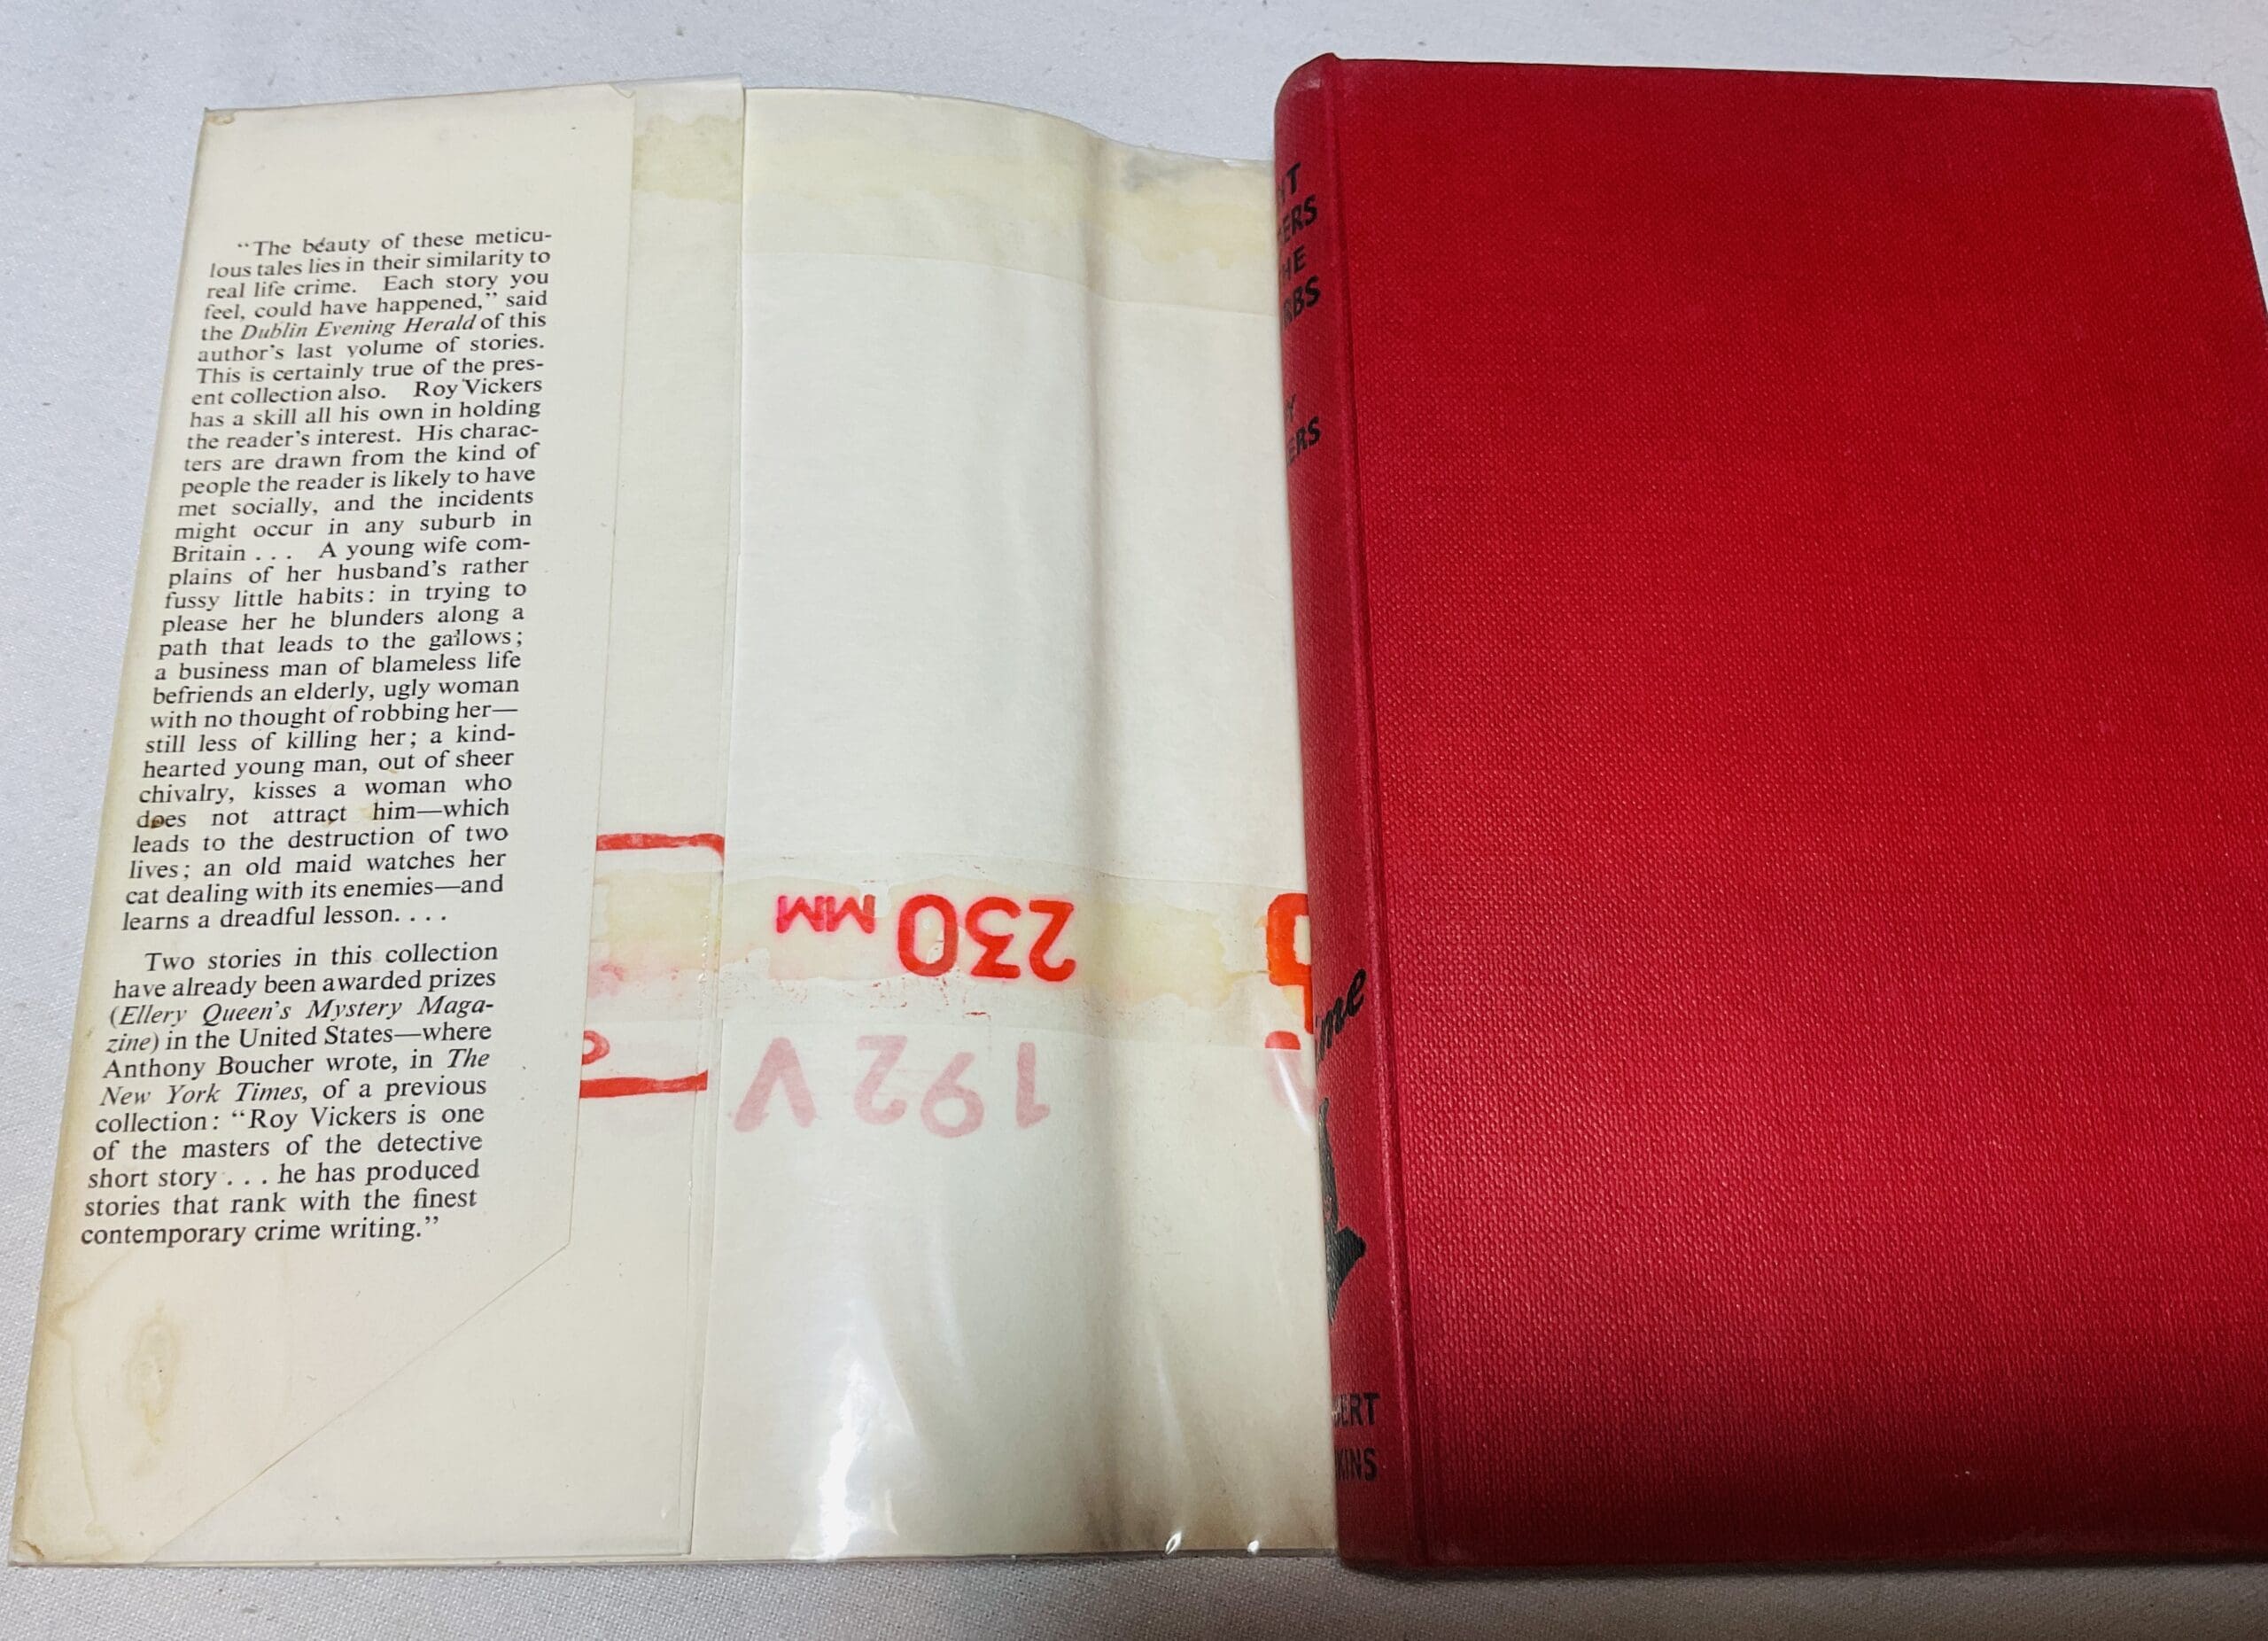 “The beauty of these meticu-
lous tales lies in their similarity to
real life crime. Each story you
feel, could have happened,” said
the Dublin Evening Herald of this
author’s last volume of stories.
This is certainly true of the pres-
ent collection also. Roy Vickers
has a skill all his own in holding
the reader’s interest. His charac-
ters are drawn from the kind of
people the reader is likely to have
met socially, and the incidents
might occur in any suburb in
Britain . . . A young wife com-
plains of her husband’s rather
fussy little habits: in trying to
please her he blunders along a
path that leads to the gallows;
a business man of blameless life
befriends an elderly, ugly woman
with no thought of robbing her—
still less of killing her; a kind-
hearted young man, out of sheer
chivalry, kisses a woman who
does not attract him—which
leads to the destruction of two
lives; an old maid watches her
cat dealing with its enemies—and
learns a dreadful lesson. . . .
Two stories in this collection
have already been awarded prizes
(Ellery Queen’s Mystery Maga-
zine) in the United States—where
Anthony Boucher wrote, in The
New York Times, of a previous
collection: “Roy Vickers is one
of the masters of the detective
short story . . . he has produced
stories that rank with the finest
contemporary crime writing.”
230 MM
192 V
HT
ERS
HE
RBS
Y
ERS
ime
BERT
KINS